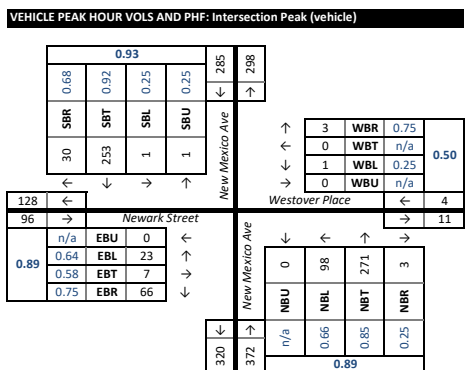 VEHICLE PEAK HOUR VOLS AND PHF: Intersection Peak (vehicle)
0.93
285
298
0.68
0.92
0.25
0.25
↓
↑
SBR
SBT
SBL
SBU
New Mexico Ave
30
253
1
1
← ↓ → ↑
↑ 3 WBR 0.75
← 0 WBT n/a
0.50
↓ 1 WBL 0.25
→ 0 WBU n/a
128 ←
Westover Place
← 4
96 →
Newark Street
→ 11
n/a EBU 0 ←
0.64 EBL 23 ↑
0.89
0.58 EBT 7 →
0.75 EBR 66 ↓
New Mexico Ave
↓ ← ↑ →
0
98
271
3
NBU
NBL
NBT
NBR
↓
↑
n/a
0.66
0.85
0.25
320
372
0.89